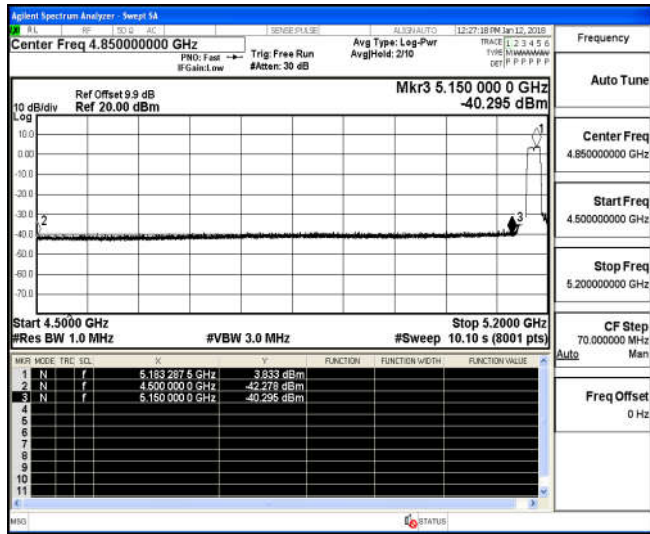 Agilent Spectrum Analyzer - Swept SA
RL RF 50 Ω AC SENSE:PULSE ALIGN AUTO 12:27:18 PM Jan 12, 2018
Center Freq 4.850000000 GHz
PNO: Fast
IFGain:Low
Trig: Free Run
#Atten: 30 dB
Avg Type: Log-Pwr
Avg|Hold: 2/10
TRACE 1 2 3 4 5 6
TYPE MWWWWW
DET P P P P P P
Ref Offset 9.9 dB
Ref 20.00 dBm
10 dB/div
Log
Mkr3 5.150 000 0 GHz
-40.295 dBm
10.0
0.00
-10.0
-20.0
-30.0
-40.0
-50.0
-60.0
-70.0
1
2
3
Start 4.5000 GHz
#Res BW 1.0 MHz
#VBW 3.0 MHz
Stop 5.2000 GHz
#Sweep 10.10 s (8001 pts)
MKR MODE TRC SCL X Y FUNCTION FUNCTION WIDTH FUNCTION VALUE
1 N f 5.183 287 5 GHz 3.833 dBm
2 N f 4.500 000 0 GHz -42.278 dBm
3 N f 5.150 000 0 GHz -40.295 dBm
4
5
6
7
8
9
10
11
MSG
STATUS
Frequency
Auto Tune
Center Freq
4.850000000 GHz
Start Freq
4.500000000 GHz
Stop Freq
5.200000000 GHz
CF Step
70.000000 MHz
Auto Man
Freq Offset
0 Hz